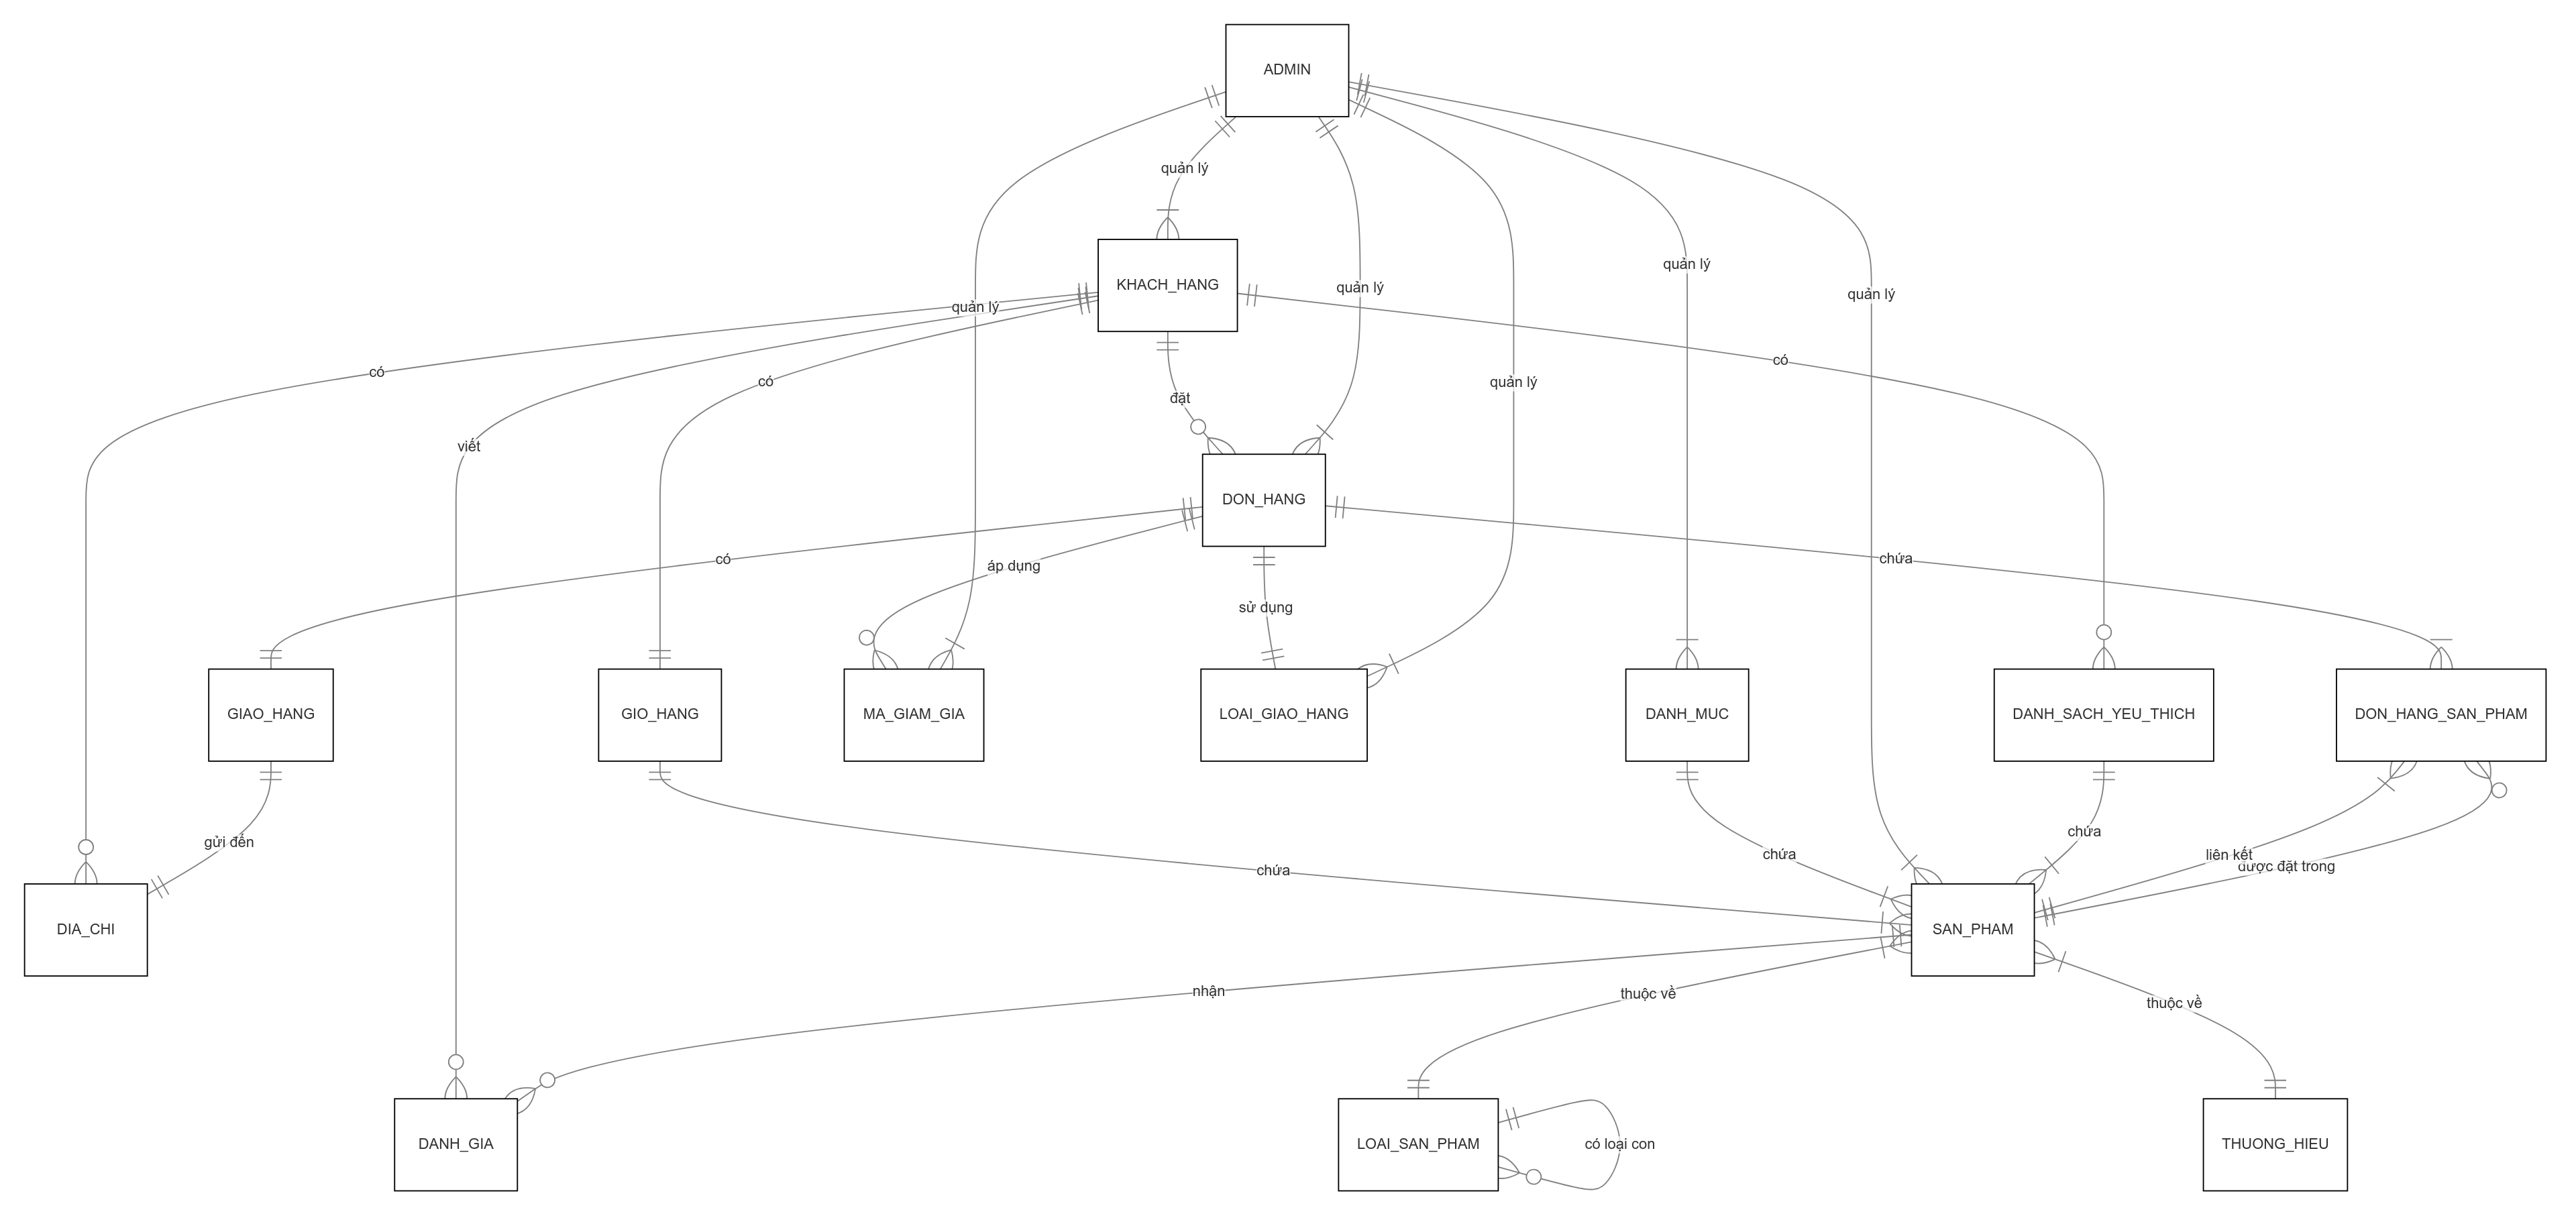 ADMIN
quản lý
quản lý
quản lý
quản lý
quản lý
quản lý
KHACH_HANG
có
có
có
viết
đặt
DON_HANG
có
áp dụng
sử dụng
chứa
GIAO_HANG
GIO_HANG
MA_GIAM_GIA
LOAI_GIAO_HANG
DANH_MUC
DANH_SACH_YEU_THICH
DON_HANG_SAN_PHAM
gửi đến
chứa
chứa
chứa
liên kết
được đặt trong
DIA_CHI
SAN_PHAM
nhận
thuộc về
thuộc về
DANH_GIA
LOAI_SAN_PHAM
có loại con
THUONG_HIEU